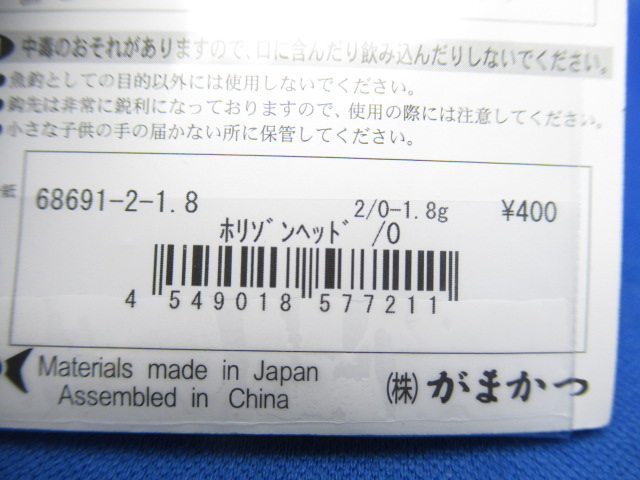 中毒のおそれがありますので、口に含んだり飲み込んだりしないでください。
●魚釣としての目的以外には使用しないでください。
●鈎先は非常に鋭利になっておりますので、使用の際には注意してください。
●小さな子供の手の届かない所に保管してください。
紙
68691-2-1.8 2/0-1.8g ¥400
ﾎﾘｿﾞﾝﾍｯﾄﾞ /0
4 549018 577211
Materials made in Japan
Assembled in China
(株) がまかつ